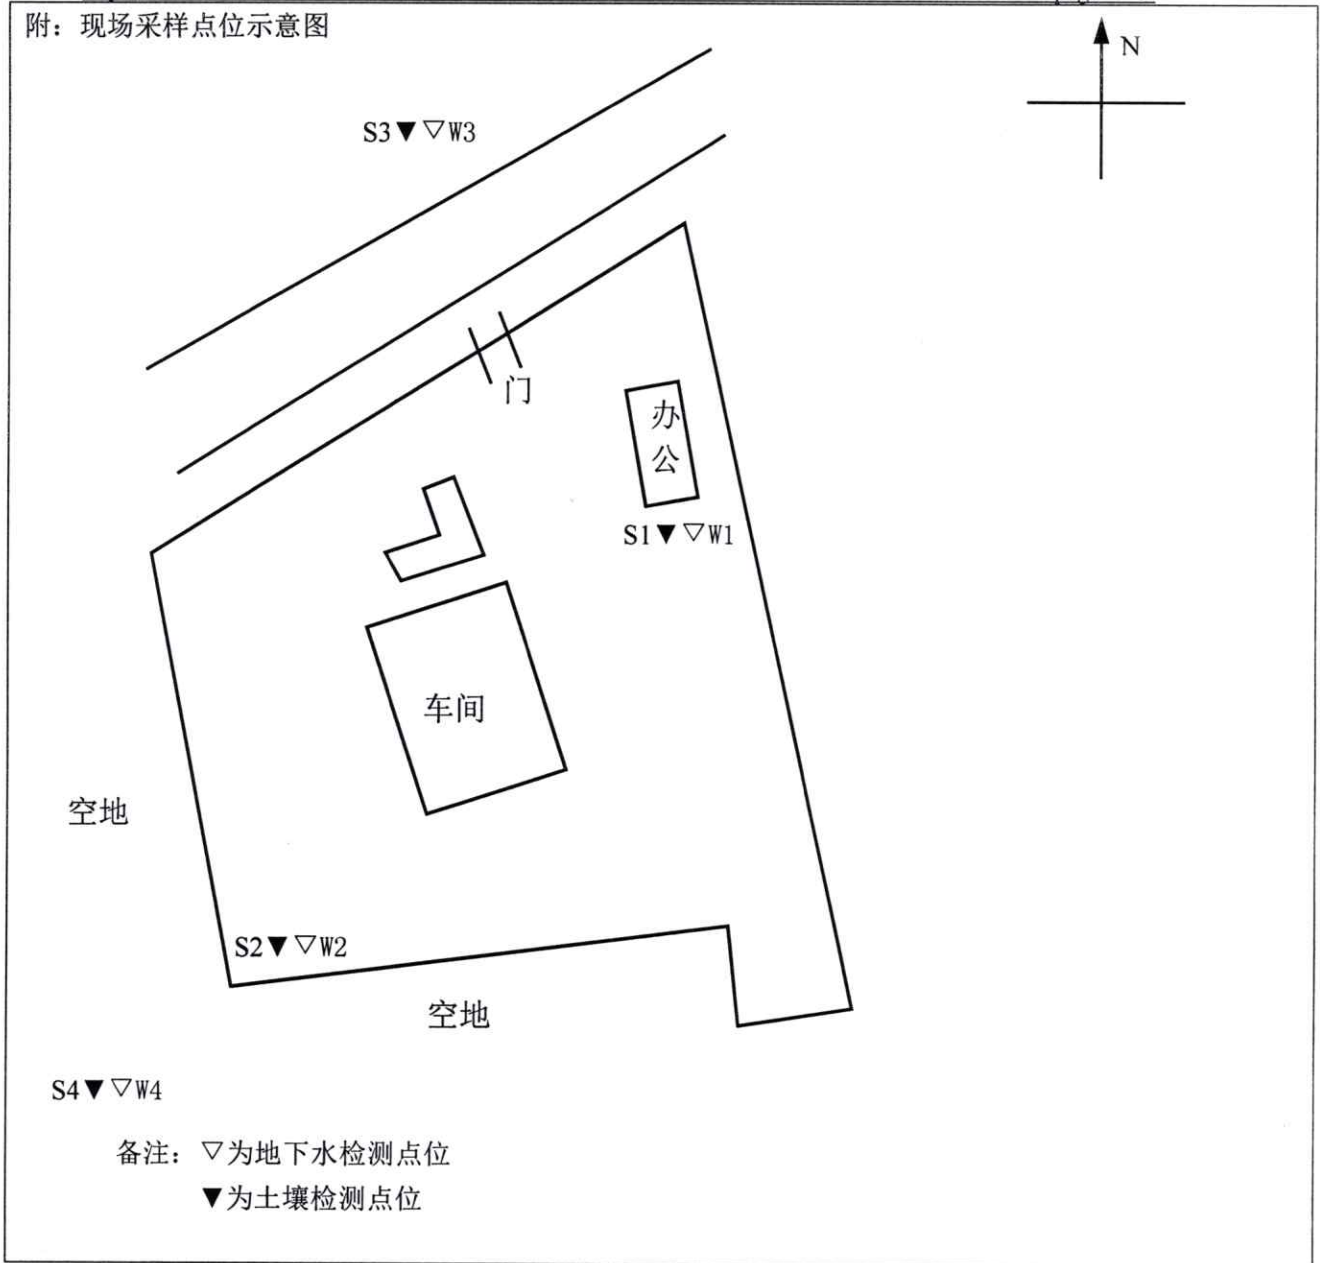 附：现场采样点位示意图
N
S3▼▽W3
门
办
公
S1▼▽W1
车间
空地
S2▼▽W2
空地
S4▼▽W4
备注：▽为地下水检测点位
▼为土壤检测点位